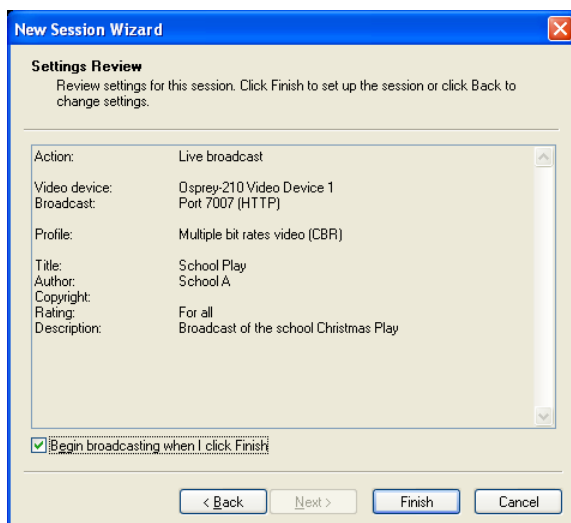 New Session Wizard
Settings Review
Review settings for this session. Click Finish to set up the session or click Back to
change settings.
Action: Live broadcast
Video device: Osprey-210 Video Device 1
Broadcast: Port 7007 (HTTP)
Profile: Multiple bit rates video (CBR)
Title: School Play
Author: School A
Copyright:
Rating: For all
Description: Broadcast of the school Christmas Play
Begin broadcasting when I click Finish
< Back Next > Finish Cancel